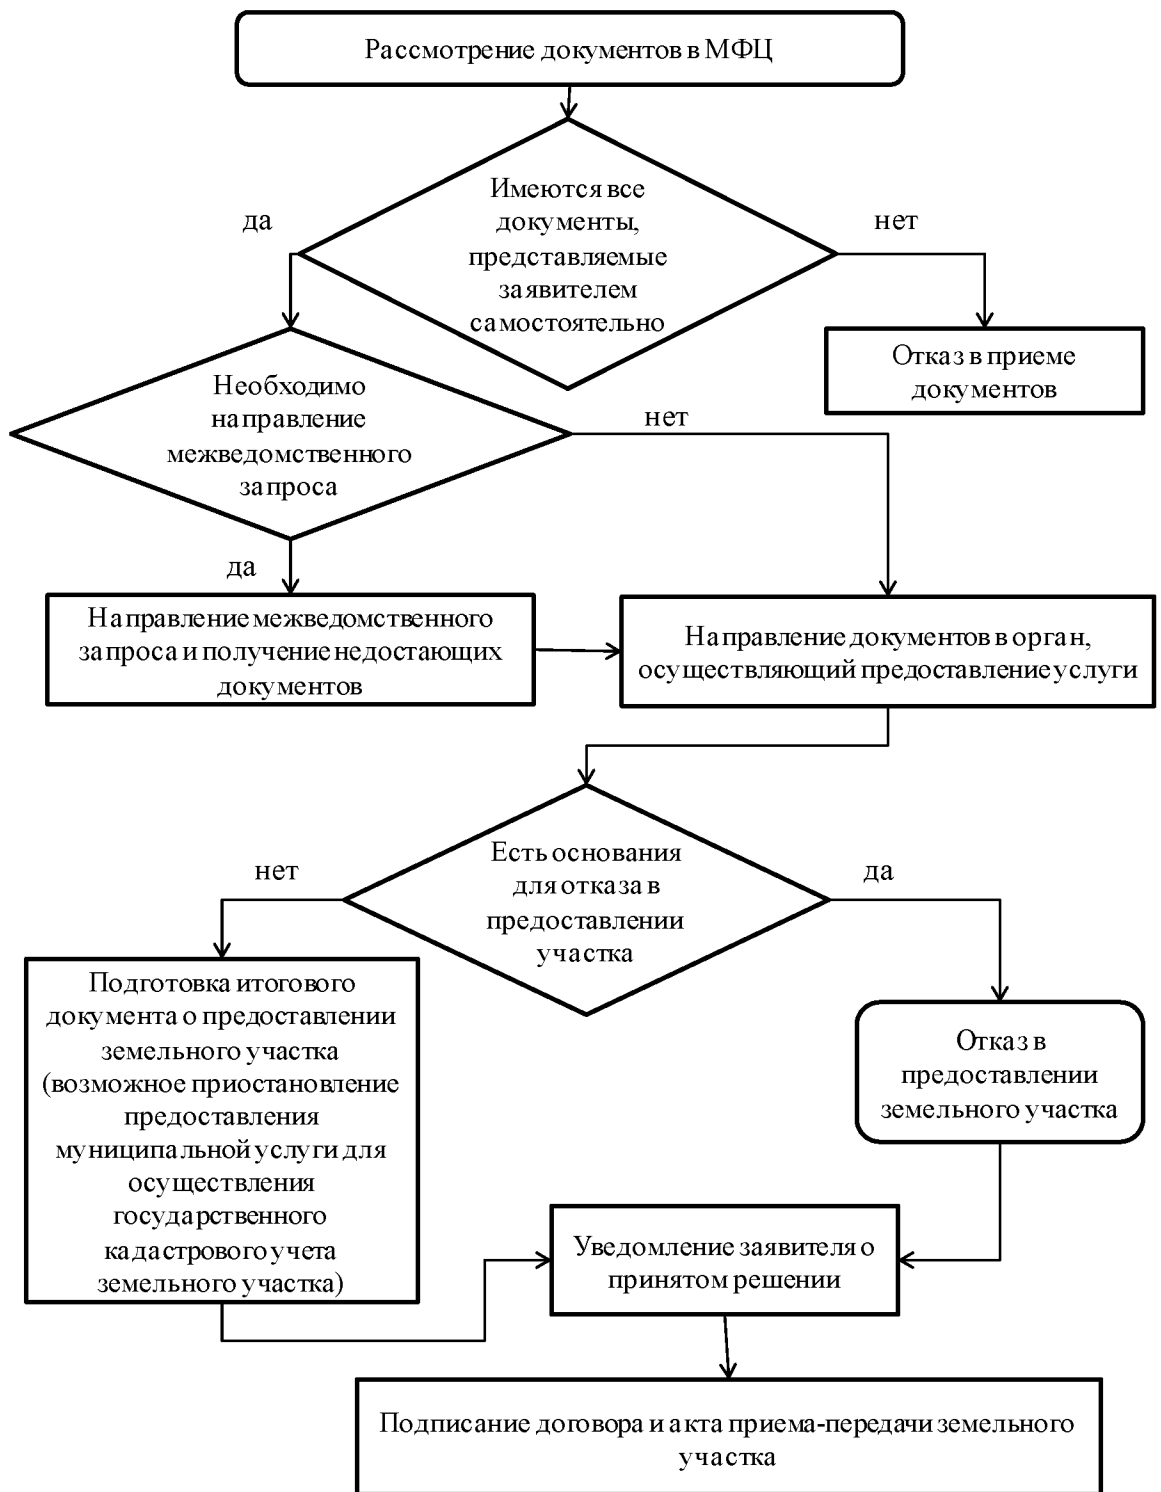 Рассмотрение документов в МФЦ
Имеются все
документы,
представляемые
заявителем
самостоятельно
да
нет
Отказ в приеме
документов
Необходимо
направление
межведомственного
запроса
нет
да
Направление межведомственного
запроса и получение недостающих
документов
Направление документов в орган,
осуществляющий предоставление услуги
Есть основания
для отказа в
предоставлении
участка
нет
да
Подготовка итогового
документа о предоставлении
земельного участка
(возможное приостановление
предоставления
муниципальной услуги для
осуществления
государственного
кадастрового учета
земельного участка)
Отказ в
предоставлении
земельного участка
Уведомление заявителя о
принятом решении
Подписание договора и акта приема-передачи земельного
участка